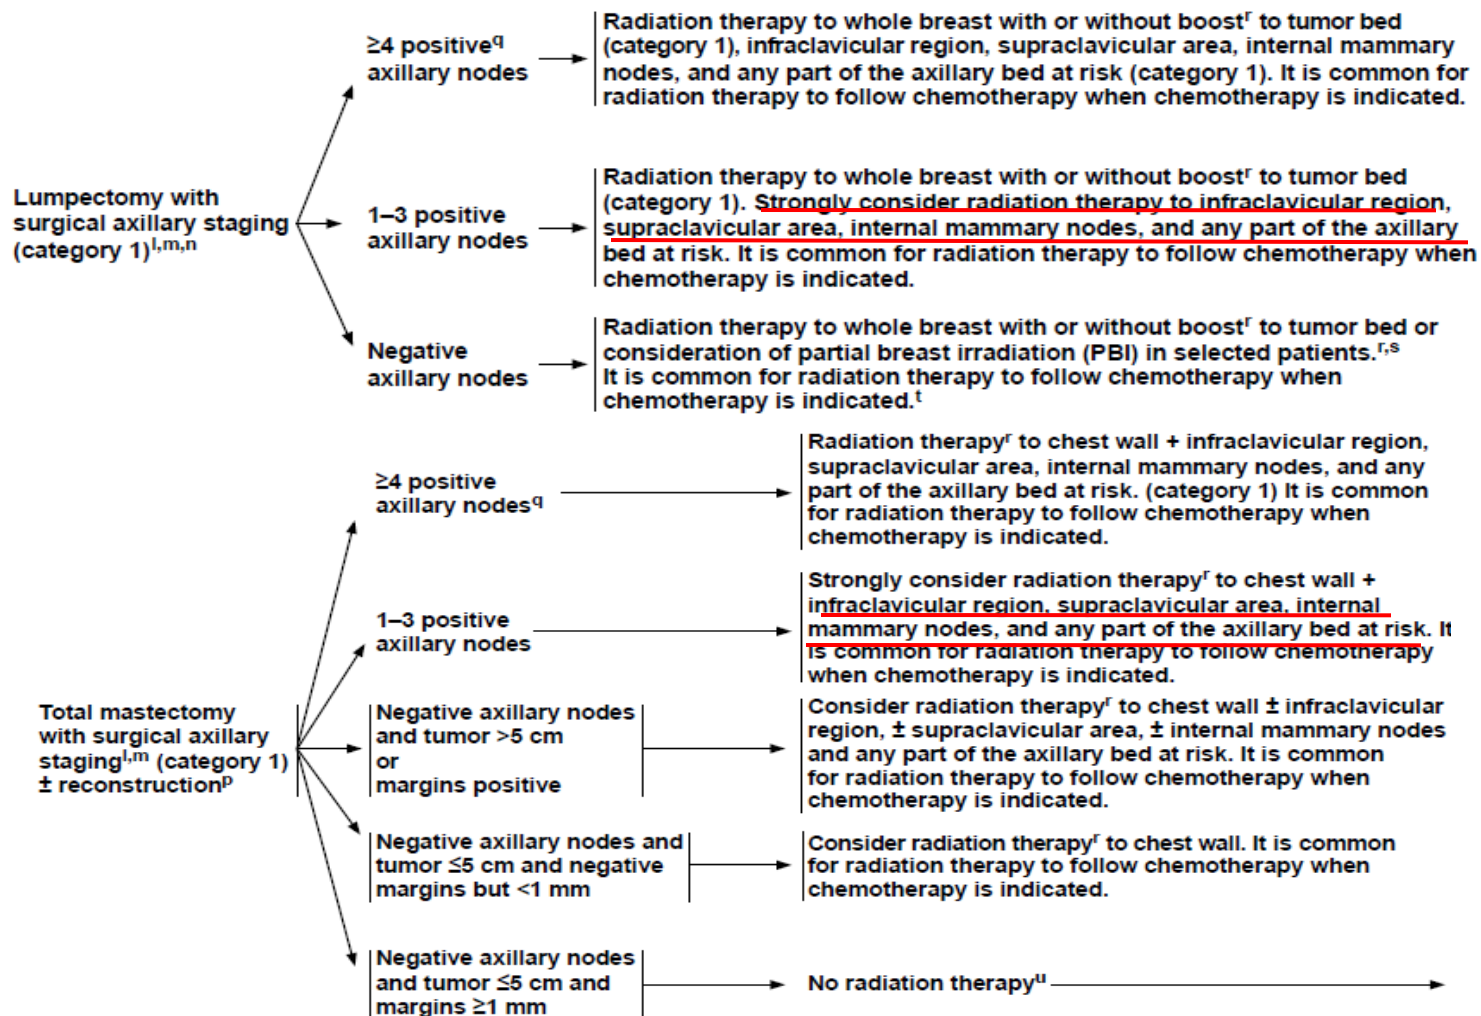 ≥4 positiveq
axillary nodes
Radiation therapy to whole breast with or without boostr to tumor bed
(category 1), infraclavicular region, supraclavicular area, internal mammary
nodes, and any part of the axillary bed at risk (category 1). It is common for
radiation therapy to follow chemotherapy when chemotherapy is indicated.
Lumpectomy with
surgical axillary staging
(category 1)l,m,n
1–3 positive
axillary nodes
Radiation therapy to whole breast with or without boostr to tumor bed
(category 1). Strongly consider radiation therapy to infraclavicular region,
supraclavicular area, internal mammary nodes, and any part of the axillary
bed at risk. It is common for radiation therapy to follow chemotherapy when
chemotherapy is indicated.
Negative
axillary nodes
Radiation therapy to whole breast with or without boostr to tumor bed or
consideration of partial breast irradiation (PBI) in selected patients.r,s
It is common for radiation therapy to follow chemotherapy when
chemotherapy is indicated.t
≥4 positive
axillary nodesq
Radiation therapyr to chest wall + infraclavicular region,
supraclavicular area, internal mammary nodes, and any
part of the axillary bed at risk. (category 1) It is common
for radiation therapy to follow chemotherapy when
chemotherapy is indicated.
1–3 positive
axillary nodes
Strongly consider radiation therapyr to chest wall +
infraclavicular region, supraclavicular area, internal
mammary nodes, and any part of the axillary bed at risk. It
is common for radiation therapy to follow chemotherapy
when chemotherapy is indicated.
Total mastectomy
with surgical axillary
stagingl,m (category 1)
± reconstructionp
Negative axillary nodes
and tumor >5 cm
or
margins positive
Consider radiation therapyr to chest wall ± infraclavicular
region, ± supraclavicular area, ± internal mammary nodes
and any part of the axillary bed at risk. It is common
for radiation therapy to follow chemotherapy when
chemotherapy is indicated.
Negative axillary nodes and
tumor ≤5 cm and negative
margins but <1 mm
Consider radiation therapyr to chest wall. It is common
for radiation therapy to follow chemotherapy when
chemotherapy is indicated.
Negative axillary nodes
and tumor ≤5 cm and
margins ≥1 mm
No radiation therapyu